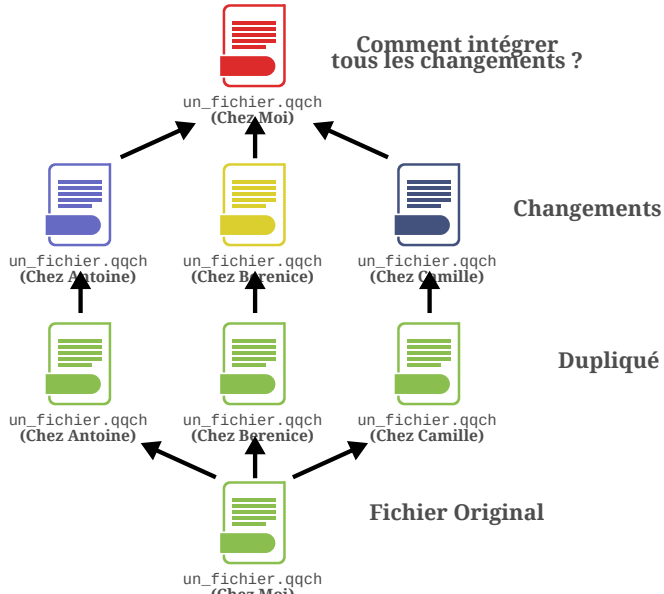 Comment intégrer
tous les changements ?
un_fichier.qqch
(Chez Moi)
Changements
un_fichier.qqch
(Chez Antoine)
un_fichier.qqch
(Chez Berenice)
un_fichier.qqch
(Chez Camille)
Dupliqué
un_fichier.qqch
(Chez Antoine)
un_fichier.qqch
(Chez Berenice)
un_fichier.qqch
(Chez Camille)
Fichier Original
un_fichier.qqch
(Chez Moi)